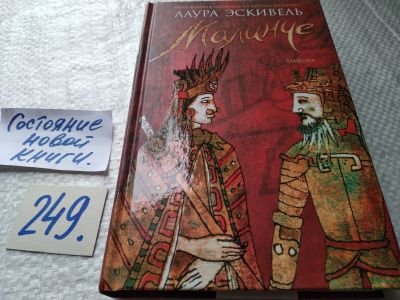 ЛАУРА ЭСКИВЕЛЬ
Малинче
АМФОРА
Состояние
новой
книги.
249.